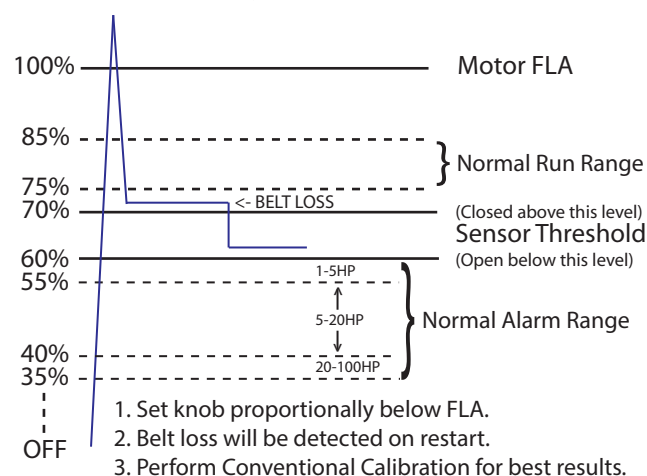 100% Motor FLA
85%
Normal Run Range
75%
<- BELT LOSS
70% (Closed above this level)
Sensor Threshold
60% (Open below this level)
1-5HP
55%
5-20HP Normal Alarm Range
40%
20-100HP
35%
1. Set knob proportionally below FLA.
2. Belt loss will be detected on restart.
OFF
3. Perform Conventional Calibration for best results.